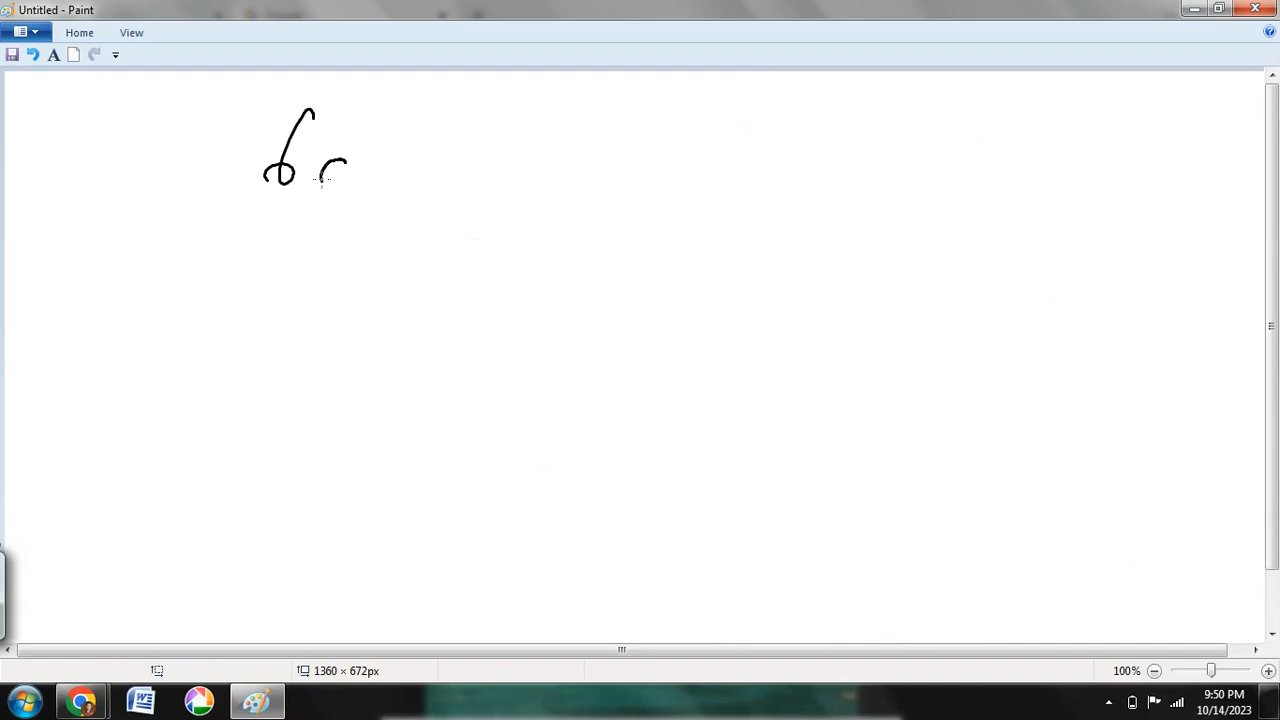 Untitled - Paint
Home View
A
1360 × 672px 100%
9:50 PM
10/14/2023